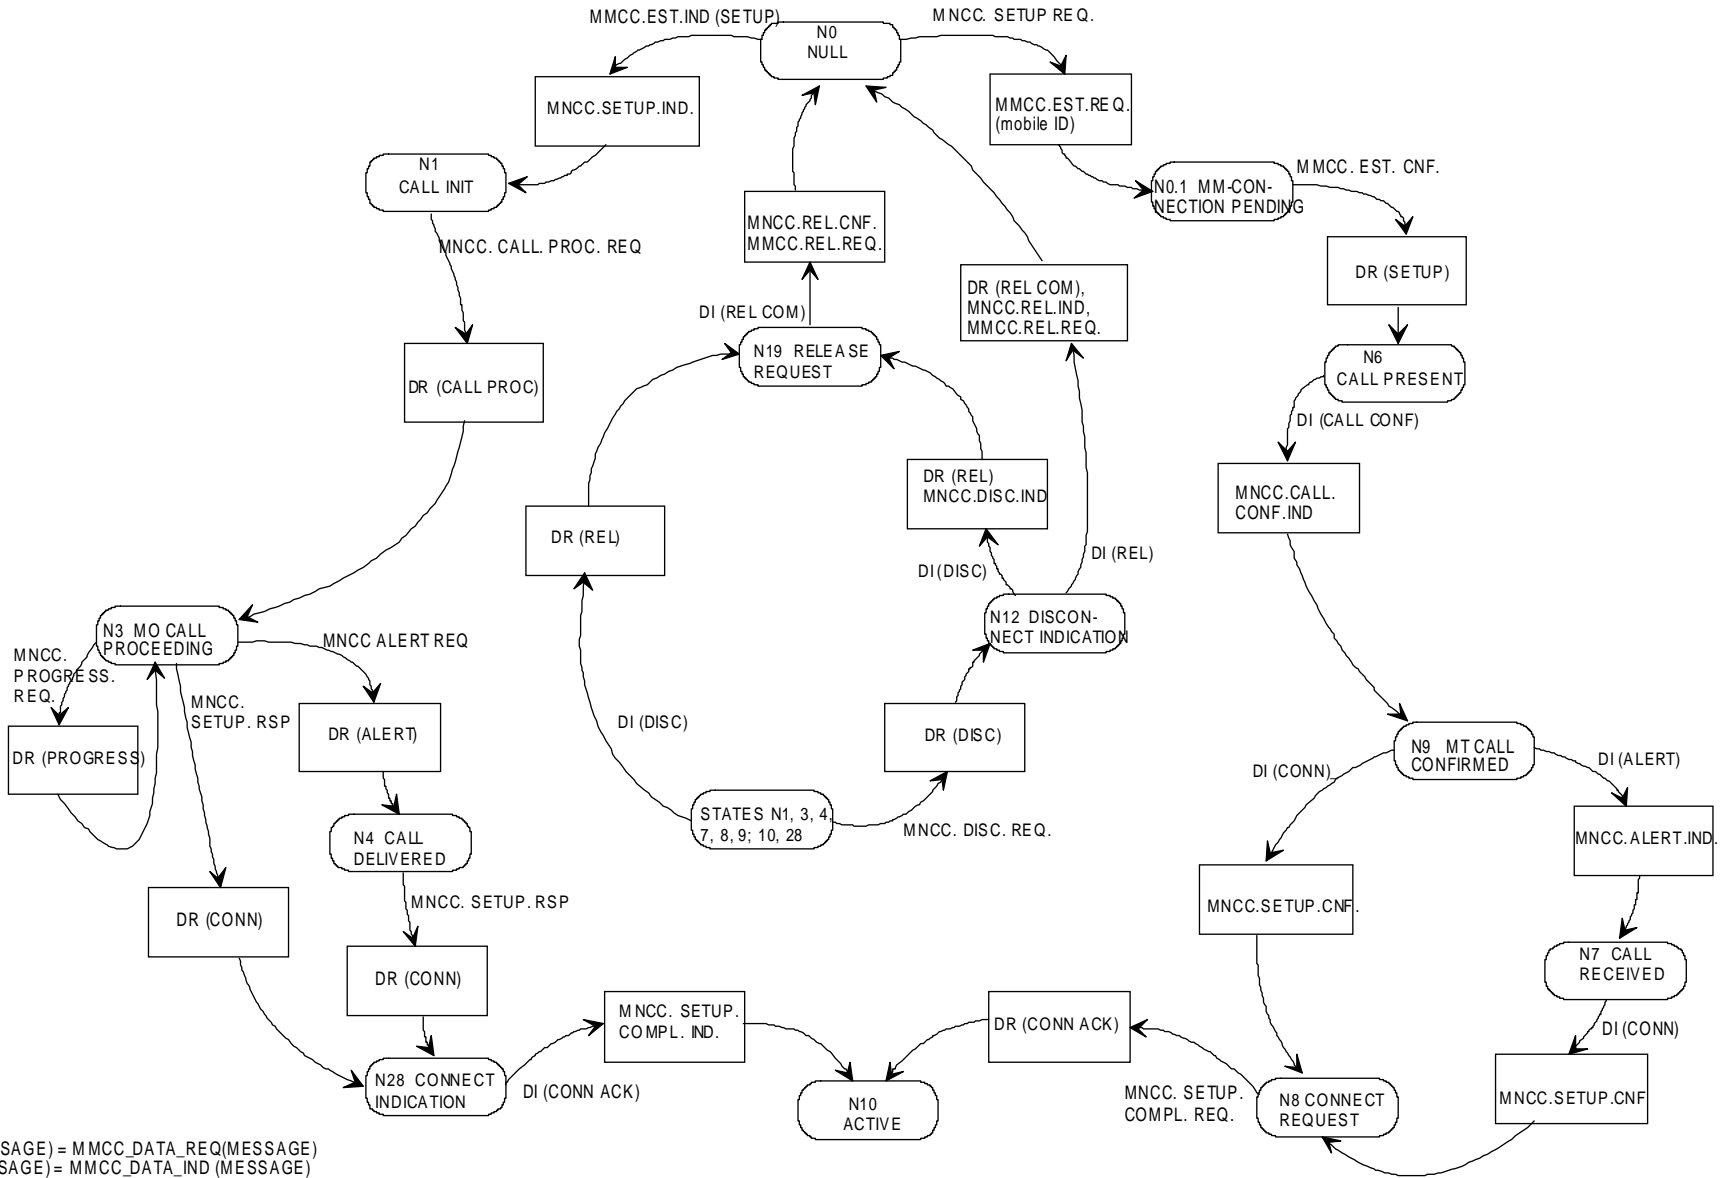 MMCC.EST.IND (SETUP)
MNCC. SETUP REQ.
N0
NULL
MNCC.SETUP.IND.
MMCC.EST.REQ.
(mobile ID)
N1
CALL INIT
N0.1 MM-CON-
NECTION PENDING
MMCC. EST. CNF.
MNCC. CALL. PROC. REQ
MNCC.REL.CNF.
MMCC.REL.REQ.
DR (SETUP)
DR (REL COM),
MNCC.REL.IND,
MMCC.REL.REQ.
DI (REL COM)
N19 RELEASE
REQUEST
N6
CALL PRESENT
DR (CALL PROC)
DI (CALL CONF)
DR (REL)
MNCC.DISC.IND
MNCC.CALL.
CONF.IND
DR (REL)
DI (DISC)
DI (REL)
N3 MO CALL
PROCEEDING
MNCC ALERT REQ
N12 DISCON-
NECT INDICATION
MNCC.
PROGRESS.
REQ.
MNCC.
SETUP. RSP
DI (DISC)
DR (PROGRESS)
DR (ALERT)
DR (DISC)
N9 MT CALL
CONFIRMED
DI (CONN)
DI (ALERT)
STATES N1, 3, 4,
7, 8, 9; 10, 28
MNCC. DISC. REQ.
N4 CALL
DELIVERED
MNCC.ALERT.IND.
MNCC. SETUP. RSP
DR (CONN)
MNCC.SETUP.CNF.
DR (CONN)
N7 CALL
RECEIVED
MNCC. SETUP.
COMPL. IND.
DR (CONN ACK)
DI (CONN)
N28 CONNECT
INDICATION
DI (CONN ACK)
N10
ACTIVE
MNCC. SETUP.
COMPL. REQ.
N8 CONNECT
REQUEST
MNCC.SETUP.CNF
SAGE) = MMCC_DATA_REQ(MESSAGE)
SAGE) = MMCC_DATA_IND (MESSAGE)